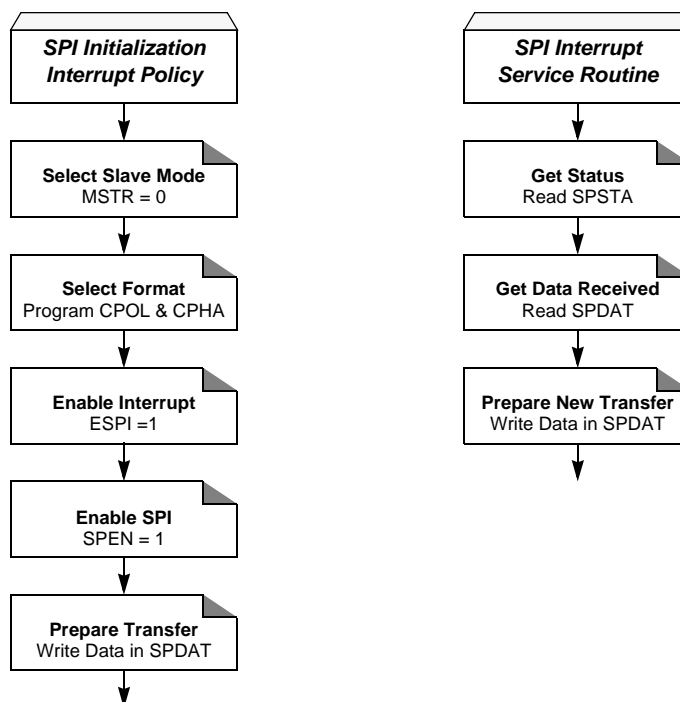 SPI Initialization
Interrupt Policy
Select Slave Mode
MSTR = 0
Select Format
Program CPOL & CPHA
Enable Interrupt
ESPI =1
Enable SPI
SPEN = 1
Prepare Transfer
Write Data in SPDAT
SPI Interrupt
Service Routine
Get Status
Read SPSTA
Get Data Received
Read SPDAT
Prepare New Transfer
Write Data in SPDAT